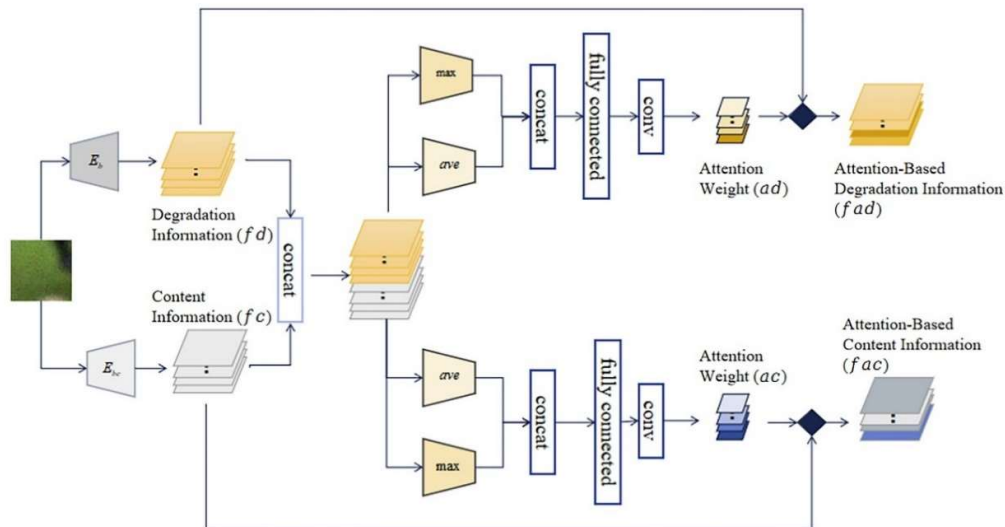 E_b
Degradation
Information (fd)
Content
Information (fc)
E_bc
concat
max
ave
concat
fully connected
conv
Attention
Weight (ad)
Attention-Based
Degradation Information
(fad)
ave
max
concat
fully connected
conv
Attention
Weight (ac)
Attention-Based
Content Information
(fac)